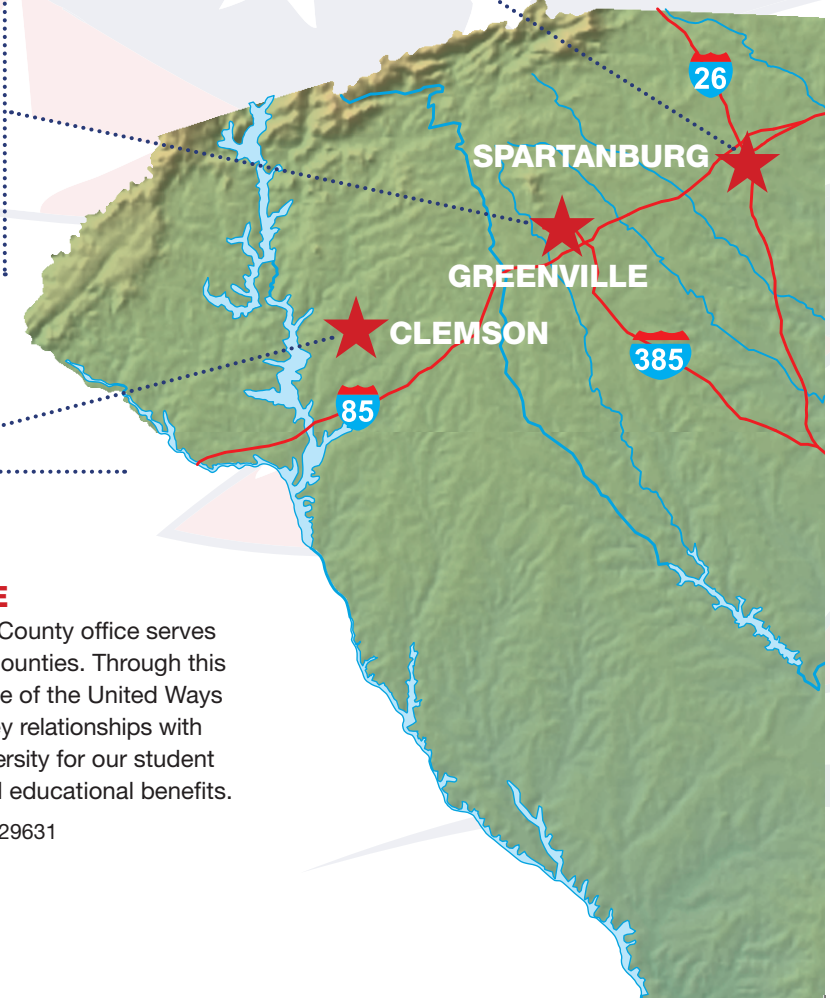 26
SPARTANBURG
GREENVILLE
CLEMSON
385
85
E
County office serves
ounties. Through this
e of the United Ways
y relationships with
ersity for our student
l educational benefits.
29631